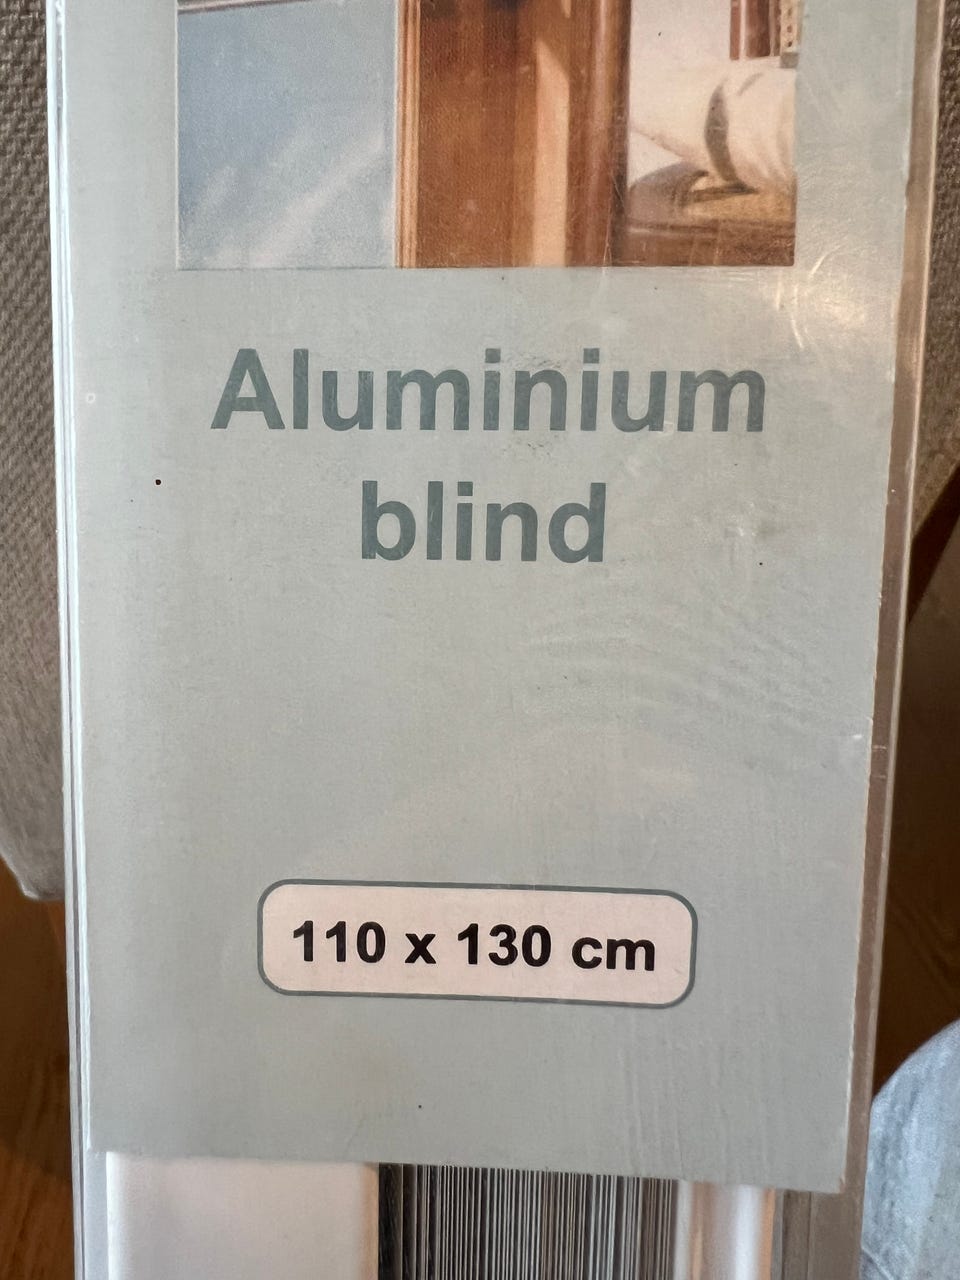 Aluminium
blind
110 x 130 cm